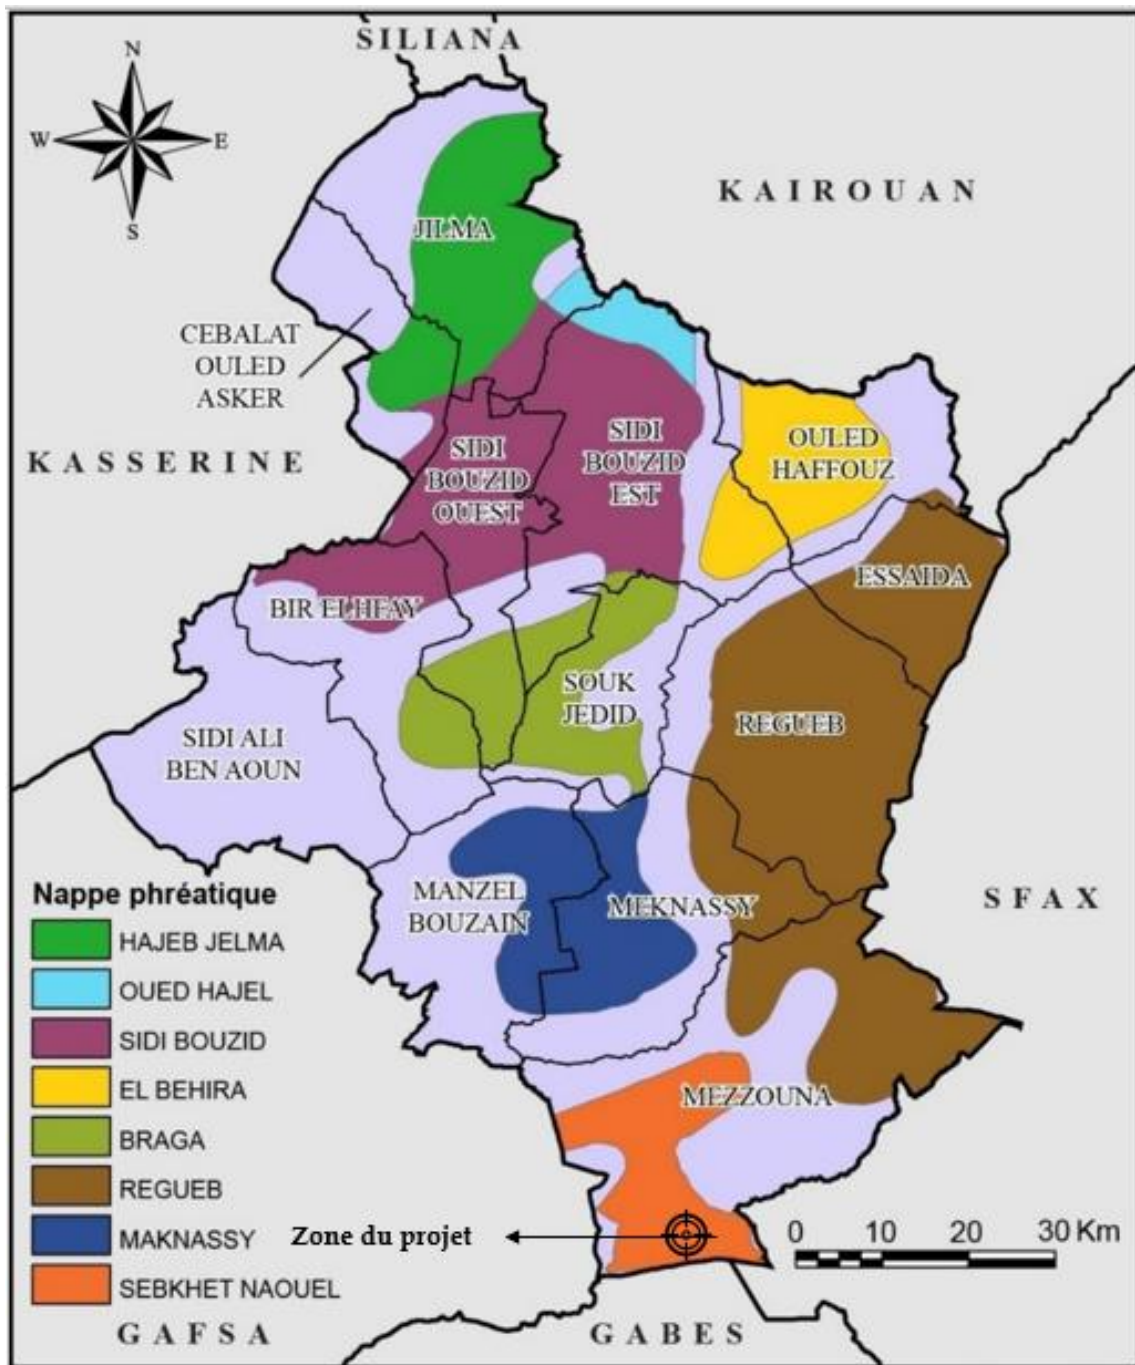 SILIANA
N
W
E
S
KAIROUAN
JILMA
CEBALAT
OULED
ASKER
KASSERINE
SIDI
BOUZID
OUEST
SIDI
BOUZID
EST
OULED
HAFFOUZ
ESSAIDA
BIR ELHFAY
SOUK
JEDID
REGUEB
SIDI ALI
BEN AOUN
MANZEL
BOUZAIN
MEKNASSY
SFAX
MEZZOUNA
Nappe phréatique
HAJEB JELMA
OUED HAJEL
SIDI BOUZID
EL BEHIRA
BRAGA
REGUEB
MAKNASSY
SEBKHET NAOUEL
Zone du projet
0 10 20 30 Km
GAFSA
GABES